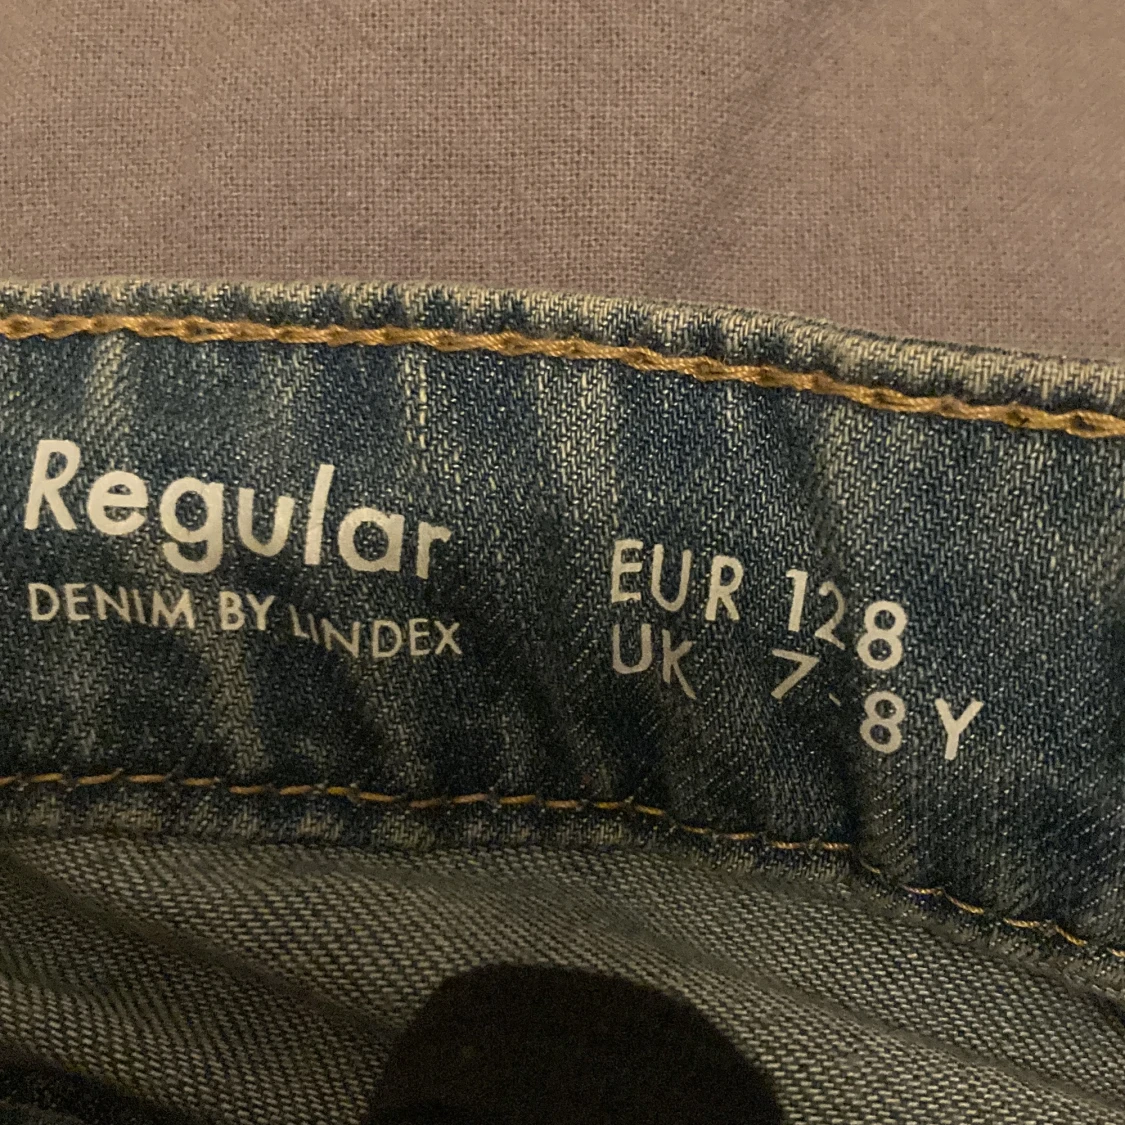 Regular
DENIM BY LINDEX
EUR 128
UK 7-8Y